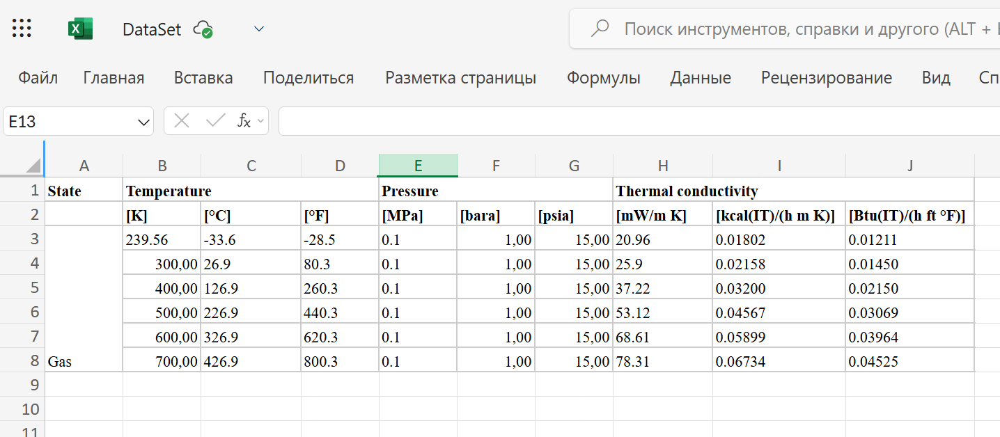 DataSet
Поиск инструментов, справки и другого (ALT +
Файл Главная Вставка Поделиться Разметка страницы Формулы Данные Рецензирование Вид Сп
E13 fx
A B C D E F G H I J
1 State Temperature Pressure Thermal conductivity
2 [K] [°C] [°F] [MPa] [bara] [psia] [mW/m K] [kcal(IT)/(h m K)] [Btu(IT)/(h ft °F)]
3 239.56 -33.6 -28.5 0.1 1,00 15,00 20.96 0.01802 0.01211
4 300,00 26.9 80.3 0.1 1,00 15,00 25.9 0.02158 0.01450
5 400,00 126.9 260.3 0.1 1,00 15,00 37.22 0.03200 0.02150
6 500,00 226.9 440.3 0.1 1,00 15,00 53.12 0.04567 0.03069
7 600,00 326.9 620.3 0.1 1,00 15,00 68.61 0.05899 0.03964
8 Gas 700,00 426.9 800.3 0.1 1,00 15,00 78.31 0.06734 0.04525
9
10
11